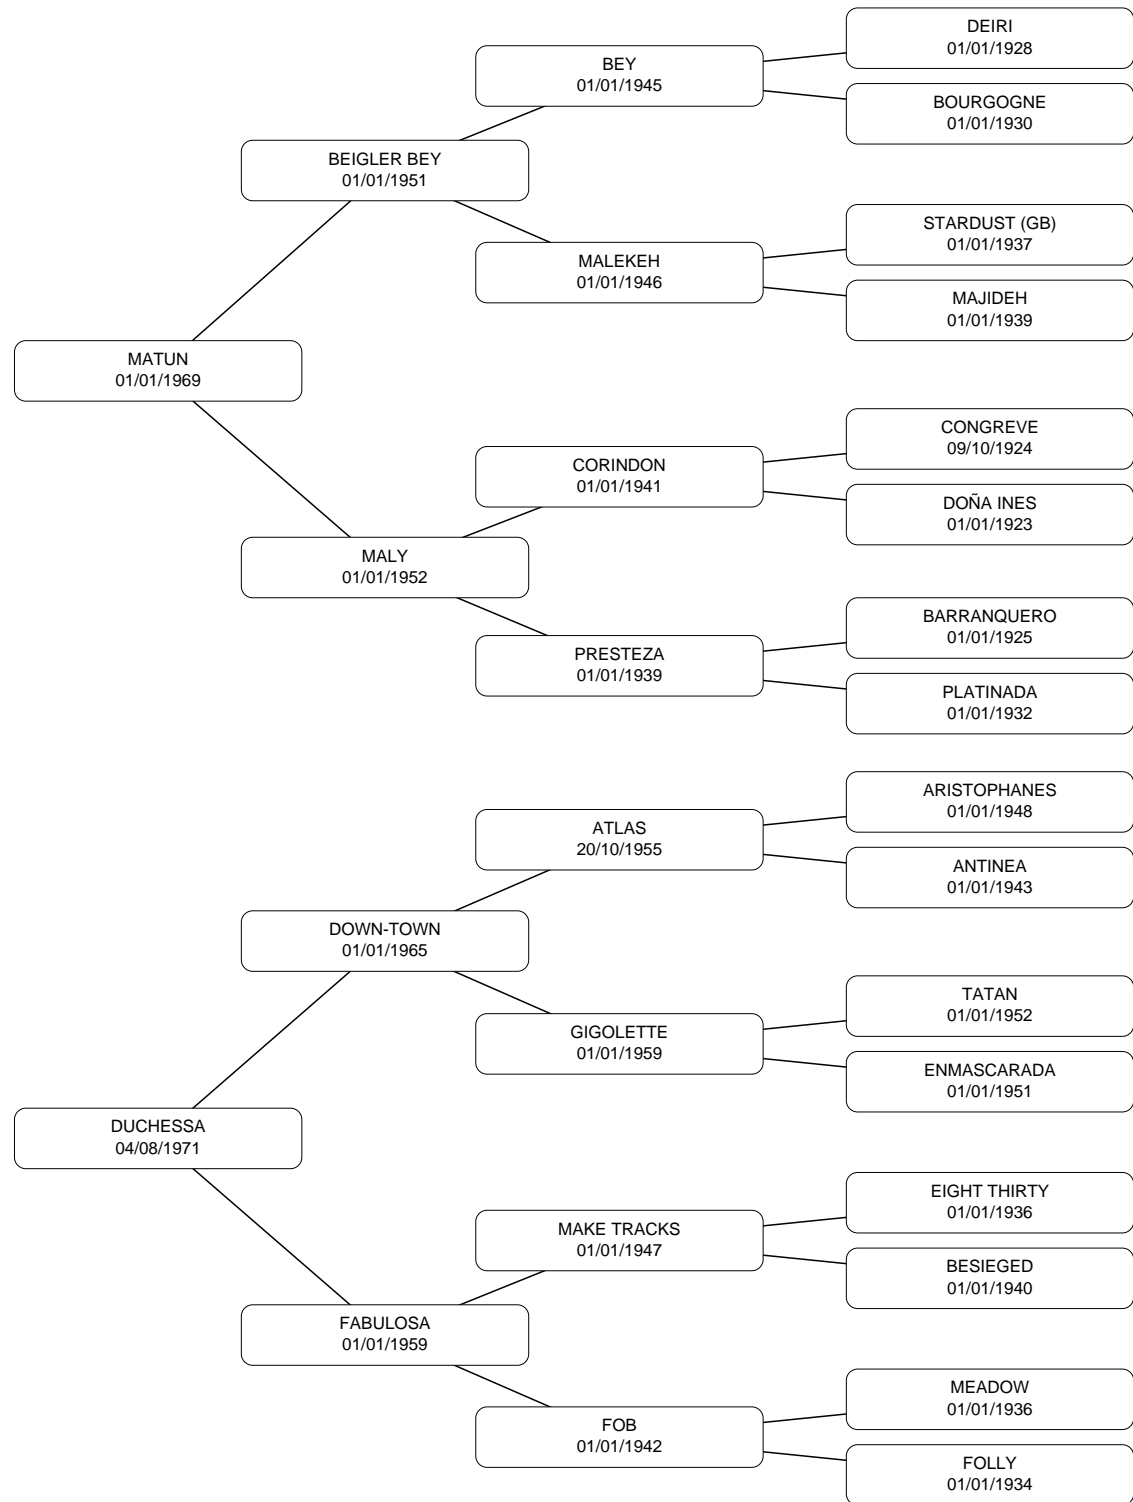 DEIRI
01/01/1928
BEY
01/01/1945
BOURGOGNE
01/01/1930
BEIGLER BEY
01/01/1951
STARDUST (GB)
01/01/1937
MALEKEH
01/01/1946
MAJIDEH
01/01/1939
MATUN
01/01/1969
CONGREVE
09/10/1924
CORINDON
01/01/1941
DOÑA INES
01/01/1923
MALY
01/01/1952
BARRANQUERO
01/01/1925
PRESTEZA
01/01/1939
PLATINADA
01/01/1932
ARISTOPHANES
01/01/1948
ATLAS
20/10/1955
ANTINEA
01/01/1943
DOWN-TOWN
01/01/1965
TATAN
01/01/1952
GIGOLETTE
01/01/1959
ENMASCARADA
01/01/1951
DUCHESSA
04/08/1971
EIGHT THIRTY
01/01/1936
MAKE TRACKS
01/01/1947
BESIEGED
01/01/1940
FABULOSA
01/01/1959
MEADOW
01/01/1936
FOB
01/01/1942
FOLLY
01/01/1934